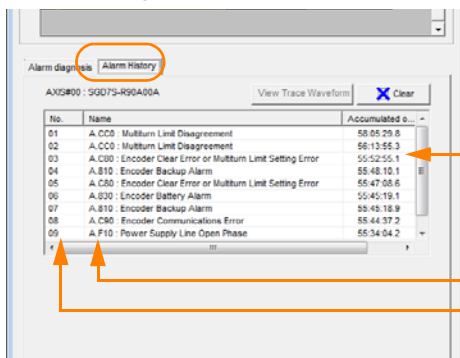 Alarm diagnosis Alarm History
AXIS#00 : SGD7S-R90A00A View Trace Waveform Clear
No. Name Accumulated o...
01 A.CC0 : Multiturn Limit Disagreement 58:05:29.8
02 A.CC0 : Multiturn Limit Disagreement 56:13:55.3
03 A.C80 : Encoder Clear Error or Multiturn Limit Setting Error 55:52:55.1
04 A.810 : Encoder Backup Alarm 55:48:10.1
05 A.C80 : Encoder Clear Error or Multiturn Limit Setting Error 55:47:08.6
06 A.830 : Encoder Battery Alarm 55:45:19.1
07 A.810 : Encoder Backup Alarm 55:45:18.9
08 A.C90 : Encoder Communications Error 55:44:37.2
09 A.F10 : Power Supply Line Open Phase 55:34:04.2